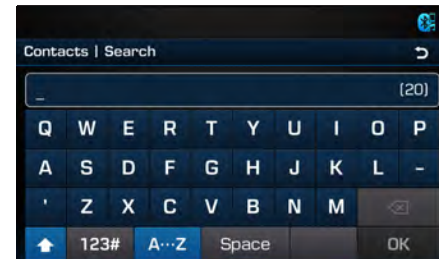 Contacts | Search
_ (20)
Q W E R T Y U I O P
A S D F G H J K L -
' Z X C V B N M
123# A···Z Space OK